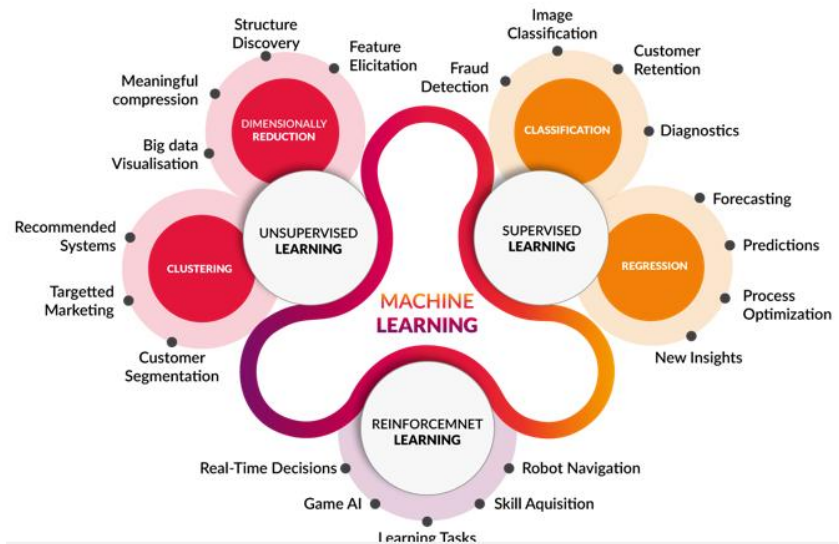 Structure
Discovery
Feature
Elicitation
Meaningful
compression
DIMENSIONALLY
REDUCTION
Big data
Visualisation
UNSUPERVISED
LEARNING
Recommended
Systems
CLUSTERING
Targetted
Marketing
Customer
Segmentation
Image
Classification
Customer
Retention
Fraud
Detection
CLASSIFICATION
Diagnostics
SUPERVISED
LEARNING
Forecasting
Predictions
REGRESSION
Process
Optimization
New Insights
MACHINE
LEARNING
REINFORCEMNET
LEARNING
Real-Time Decisions
Robot Navigation
Game AI
Skill Aquisition
Learning Tasks